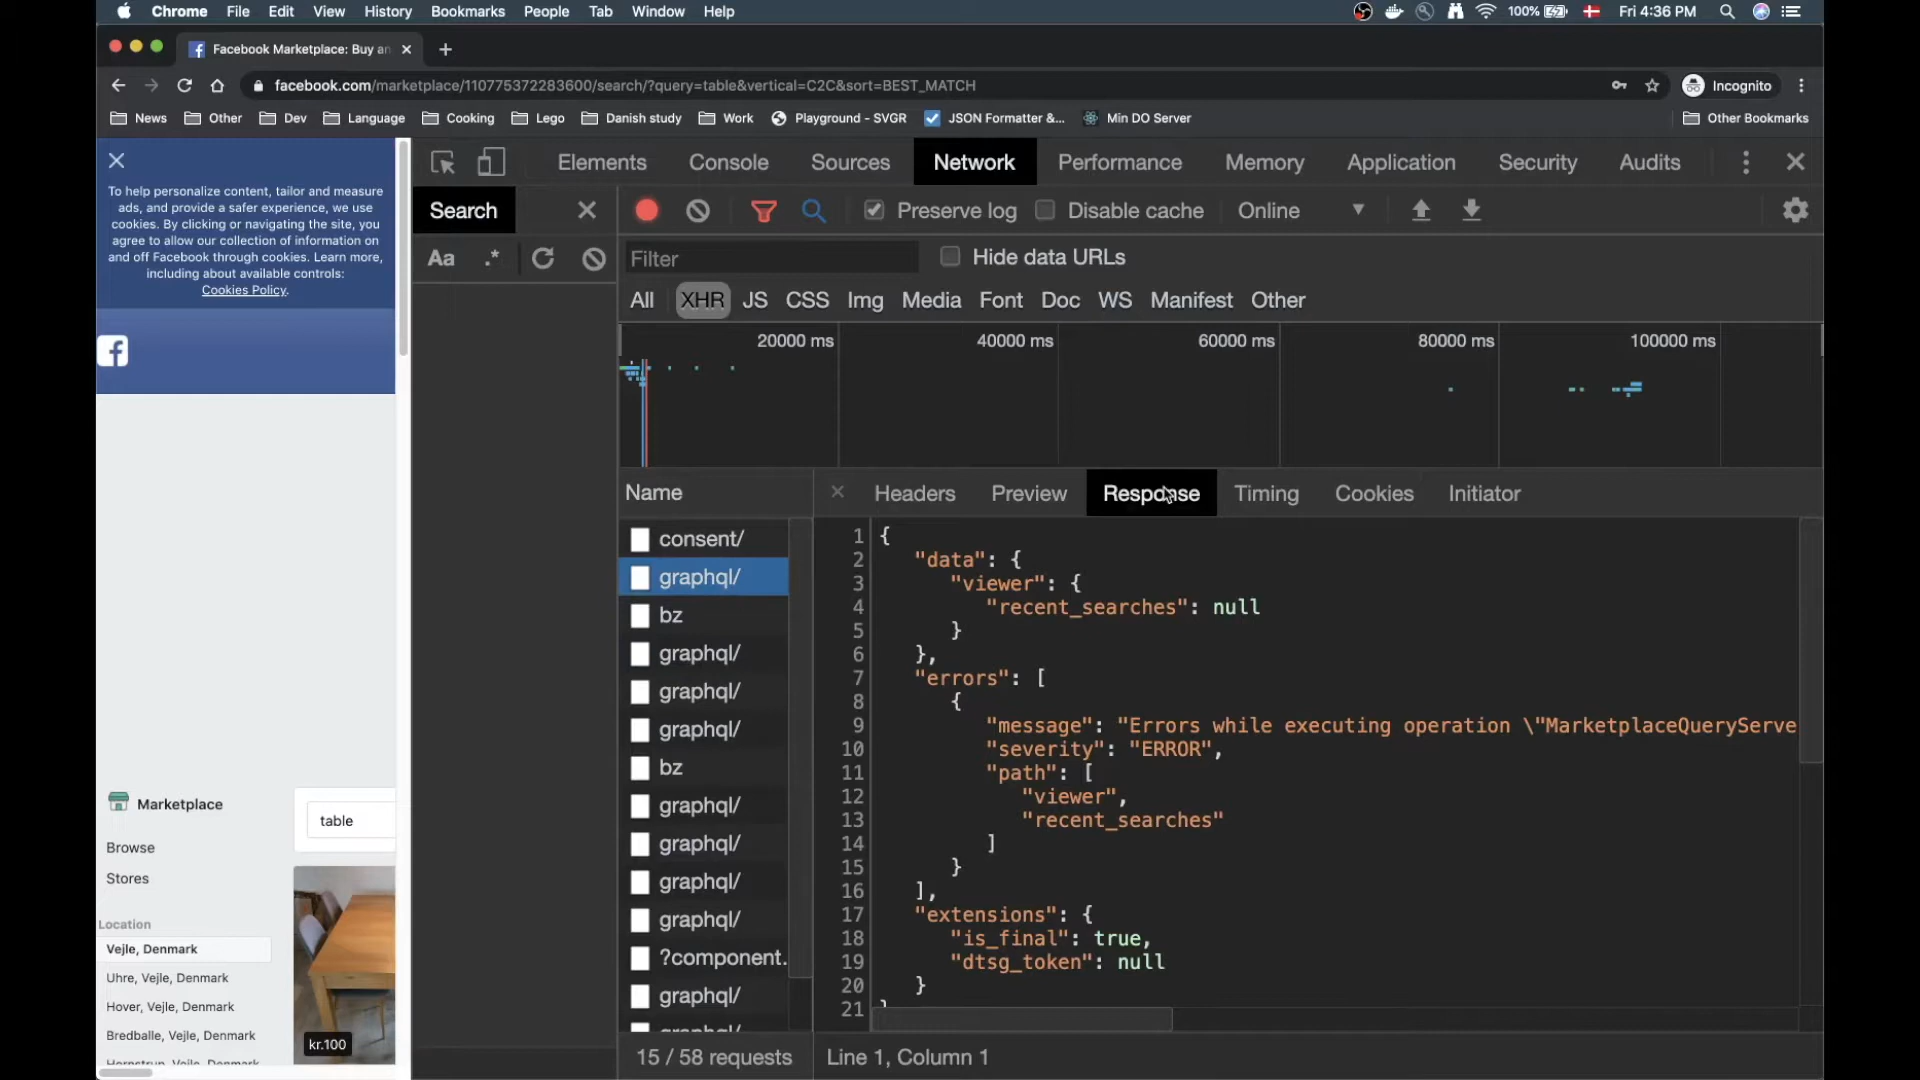 Chrome File Edit View History Bookmarks People Tab Window Help
100% Fri 4:36 PM
Facebook Marketplace: Buy an
facebook.com/marketplace/110775372283600/search/?query=table&vertical=C2C&sort=BEST_MATCH
Incognito
News Other Dev Language Cooking Lego Danish study Work Playground - SVGR JSON Formatter &... Min DO Server Other Bookmarks
To help personalize content, tailor and measure
ads, and provide a safer experience, we use
cookies. By clicking or navigating the site, you
agree to allow our collection of information on
and off Facebook through cookies. Learn more,
including about available controls:
Cookies Policy.
Marketplace
table
Browse
Stores
Location
Vejle, Denmark
Uhre, Vejle, Denmark
Hover, Vejle, Denmark
Bredballe, Vejle, Denmark
kr.100
Elements Console Sources Network Performance Memory Application Security Audits
Search
Aa .*
Preserve log Disable cache Online
Filter Hide data URLs
All XHR JS CSS Img Media Font Doc WS Manifest Other
20000 ms 40000 ms 60000 ms 80000 ms 100000 ms
Name
consent/
graphql/
bz
graphql/
graphql/
graphql/
bz
graphql/
graphql/
graphql/
graphql/
?component.
graphql/
graphql/
15 / 58 requests
Headers Preview Response Timing Cookies Initiator
1 {
2 "data": {
3 "viewer": {
4 "recent_searches": null
5 }
6 },
7 "errors": [
8 {
9 "message": "Errors while executing operation \"MarketplaceQueryServe
10 "severity": "ERROR",
11 "path": [
12 "viewer",
13 "recent_searches"
14 ]
15 }
16 ],
17 "extensions": {
18 "is_final": true,
19 "dtsg_token": null
20 }
21 }
Line 1, Column 1